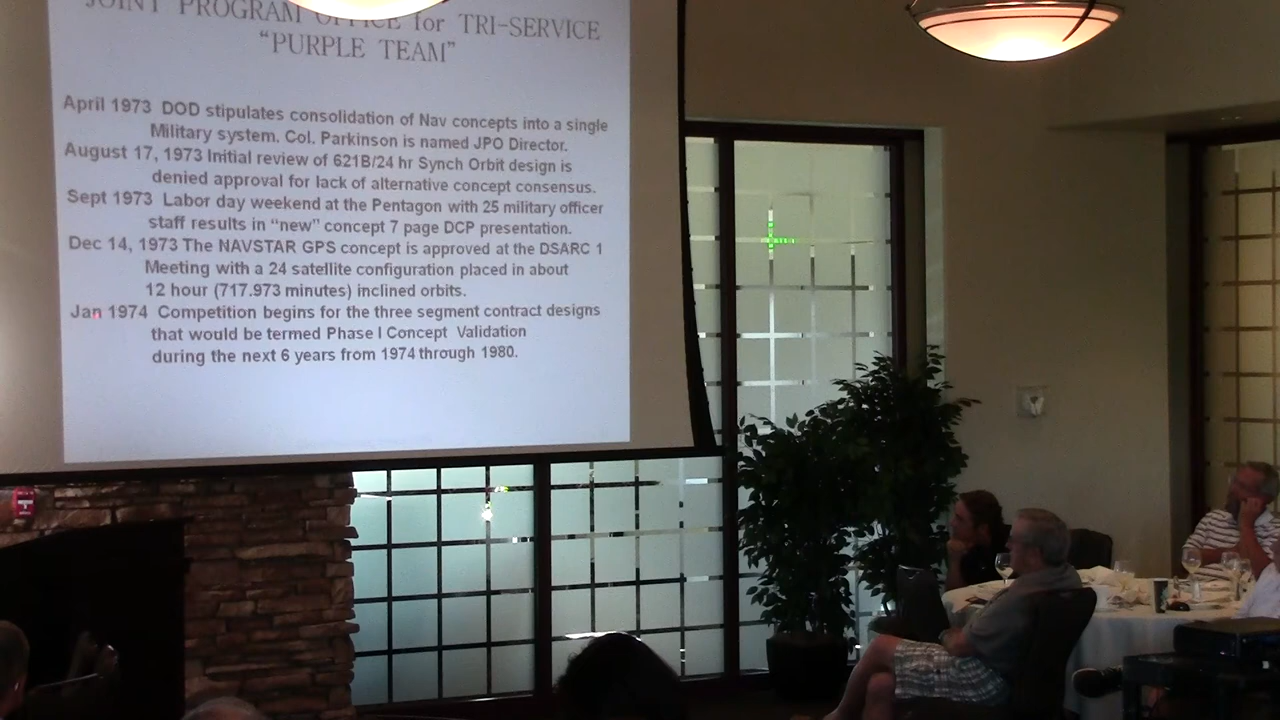 JOINT PROGRAM OFFICE for TRI-SERVICE
“PURPLE TEAM”
April 1973 DOD stipulates consolidation of Nav concepts into a single
Military system. Col. Parkinson is named JPO Director.
August 17, 1973 Initial review of 621B/24 hr Synch Orbit design is
denied approval for lack of alternative concept consensus.
Sept 1973 Labor day weekend at the Pentagon with 25 military officer
staff results in “new” concept 7 page DCP presentation.
Dec 14, 1973 The NAVSTAR GPS concept is approved at the DSARC 1
Meeting with a 24 satellite configuration placed in about
12 hour (717.973 minutes) inclined orbits.
Jan 1974 Competition begins for the three segment contract designs
that would be termed Phase I Concept Validation
during the next 6 years from 1974 through 1980.